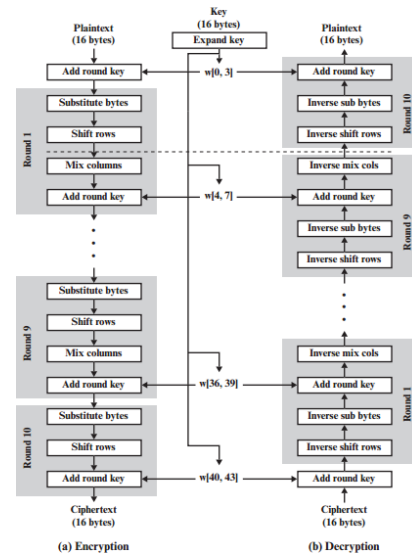 Key
(16 bytes)
Expand key
Plaintext
(16 bytes)
Add round key
Round 1
Substitute bytes
Shift rows
Mix columns
Add round key
Round 9
Substitute bytes
Shift rows
Mix columns
Add round key
Round 10
Substitute bytes
Shift rows
Add round key
Ciphertext
(16 bytes)
(a) Encryption
w[0, 3]
w[4, 7]
w[36, 39]
w[40, 43]
Plaintext
(16 bytes)
Add round key
Round 10
Inverse sub bytes
Inverse shift rows
Inverse mix cols
Round 9
Add round key
Inverse sub bytes
Inverse shift rows
Inverse mix cols
Round 1
Add round key
Inverse sub bytes
Inverse shift rows
Add round key
Ciphertext
(16 bytes)
(b) Decryption